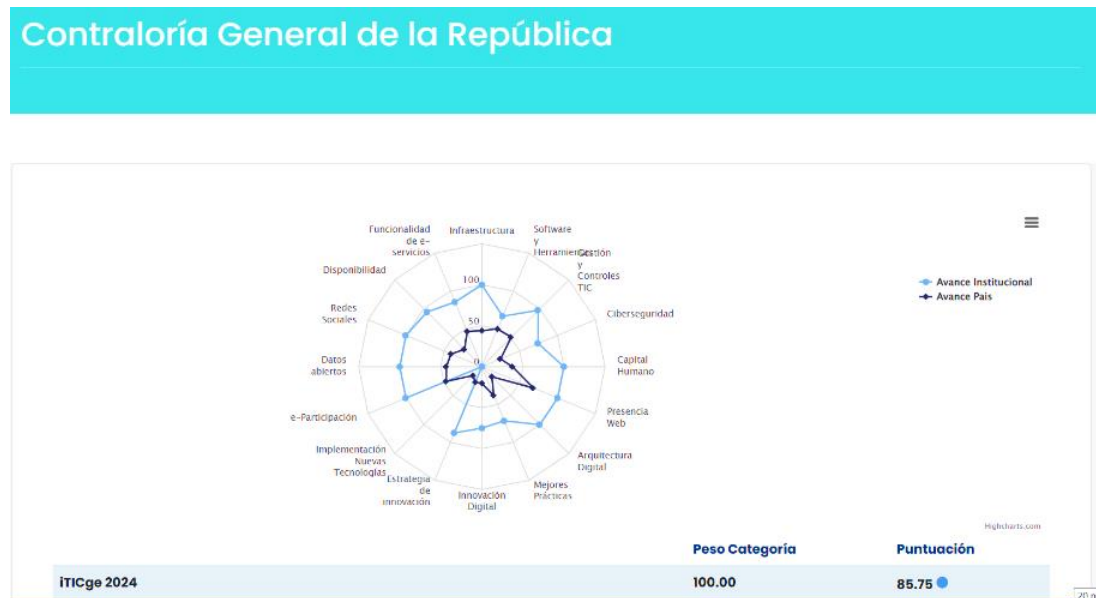 Contraloría General de la República
Funcionalidad
de e-
servicios
Infraestructura
Software
y
Herramientas
Gestión
y
Controles
TIC
Disponibilidad
100
Avance Institucional
Avance Pais
Redes
Sociales
Ciberseguridad
50
Datos
abiertos
0
Capital
Humano
e-Participación
Presencia
Web
Implementación
Nuevas
Tecnologías
Arquitectura
Digital
Estrategia
de
innovación
Innovación
Digital
Mejores
Prácticas
Highcharts.com
Peso Categoría Puntuación
iTICge 2024 100.00 85.75